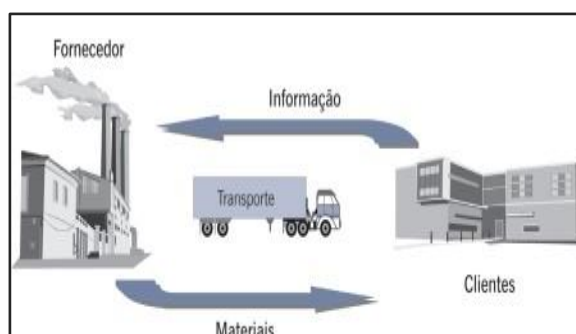 Fornecedor
Informação
Transporte
Clientes
Materiais